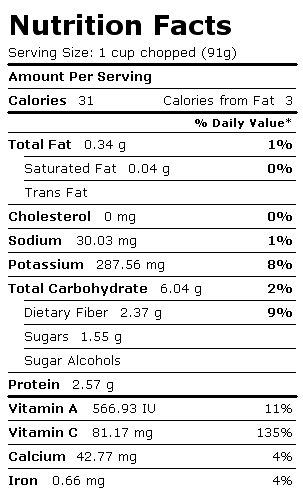 Nutrition Facts
Serving Size: 1 cup chopped (91g)
Amount Per Serving
Calories 31 Calories from Fat 3
% Daily Value*
Total Fat 0.34 g 1%
Saturated Fat 0.04 g 0%
Trans Fat
Cholesterol 0 mg 0%
Sodium 30.03 mg 1%
Potassium 287.56 mg 8%
Total Carbohydrate 6.04 g 2%
Dietary Fiber 2.37 g 9%
Sugars 1.55 g
Sugar Alcohols
Protein 2.57 g
Vitamin A 566.93 IU 11%
Vitamin C 81.17 mg 135%
Calcium 42.77 mg 4%
Iron 0.66 mg 4%